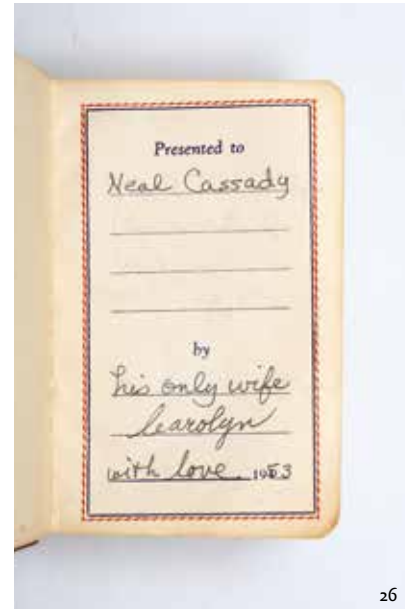 Presented to
Neal Cassady
by
his only wife
Carolyn
with love, 1953
26